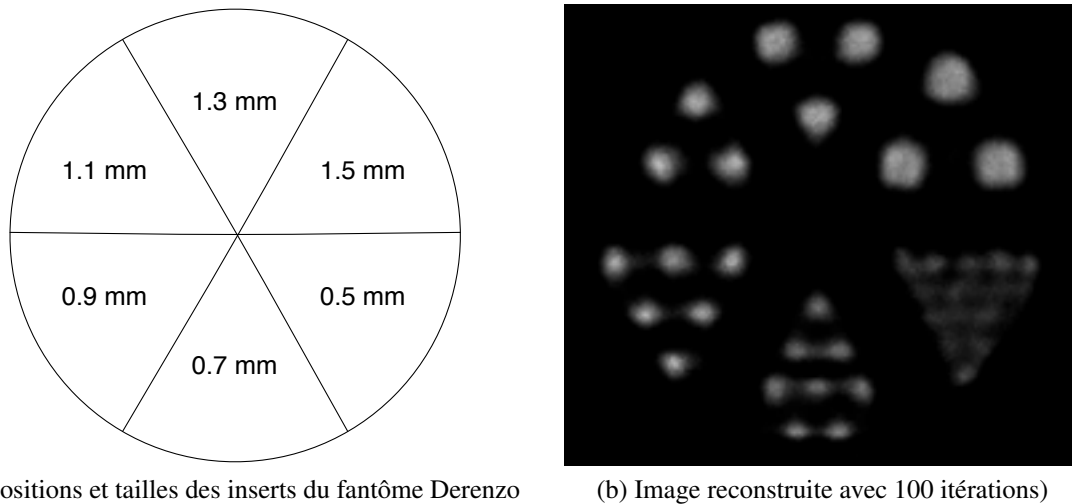 1.3 mm
1.1 mm
1.5 mm
0.9 mm
0.5 mm
0.7 mm
ositions et tailles des inserts du fantôme Derenzo
(b) Image reconstruite avec 100 itérations)